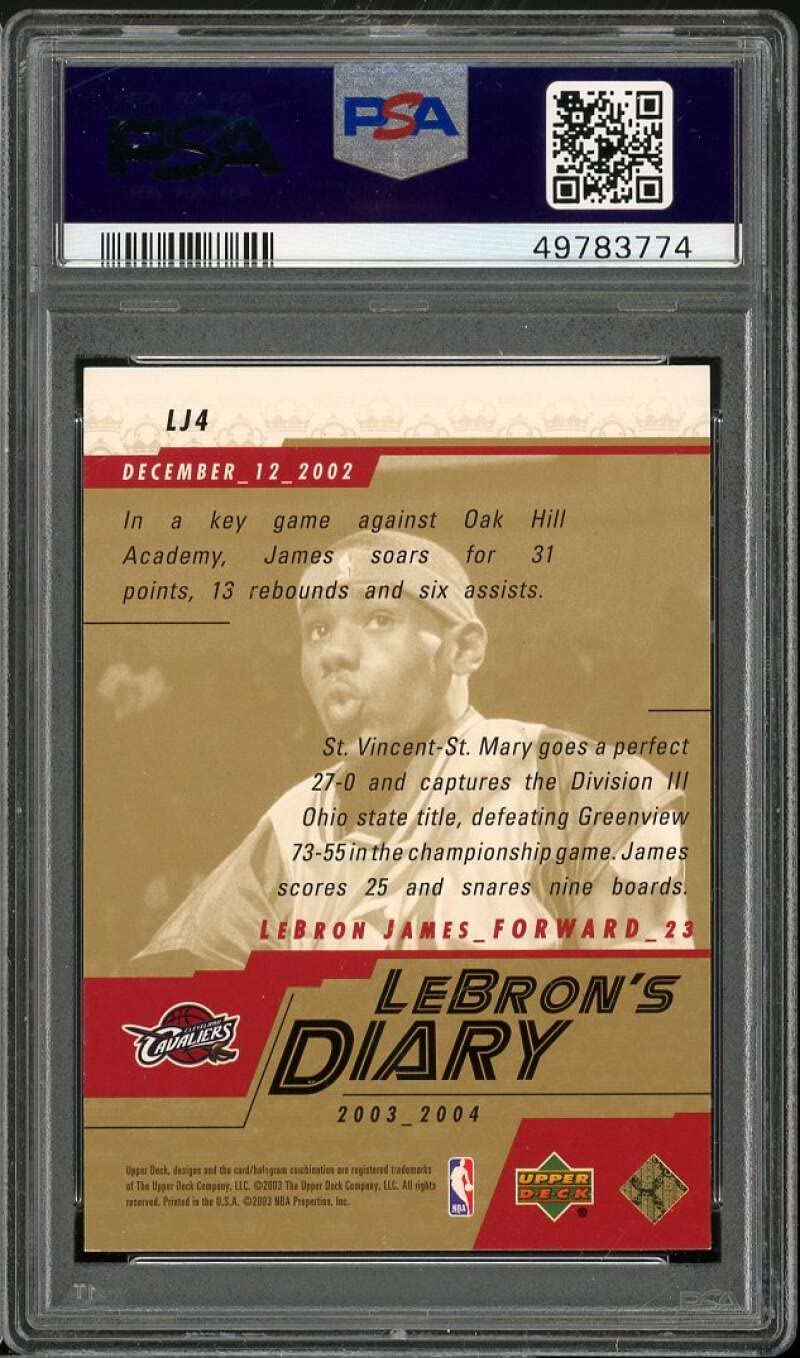 PSA
PSA
49783774
LJ4
DECEMBER_12_2002
In a key game against Oak Hill
Academy, James soars for 31
points, 13 rebounds and six assists.
St. Vincent-St. Mary goes a perfect
27-0 and captures the Division III
Ohio state title, defeating Greenview
73-55 in the championship game. James
scores 25 and snares nine boards.
LEBRON JAMES_FORWARD_23
LEBRON'S
DIARY
CLEVELAND
CAVALIERS
2003_2004
Upper Deck, designs and the card/hologram combination are registered trademarks
of The Upper Deck Company, LLC. ©2003 The Upper Deck Company, LLC. All rights
reserved. Printed in the U.S.A. ©2003 NBA Properties, Inc.
NBA
UPPER
DECK
®
PSA